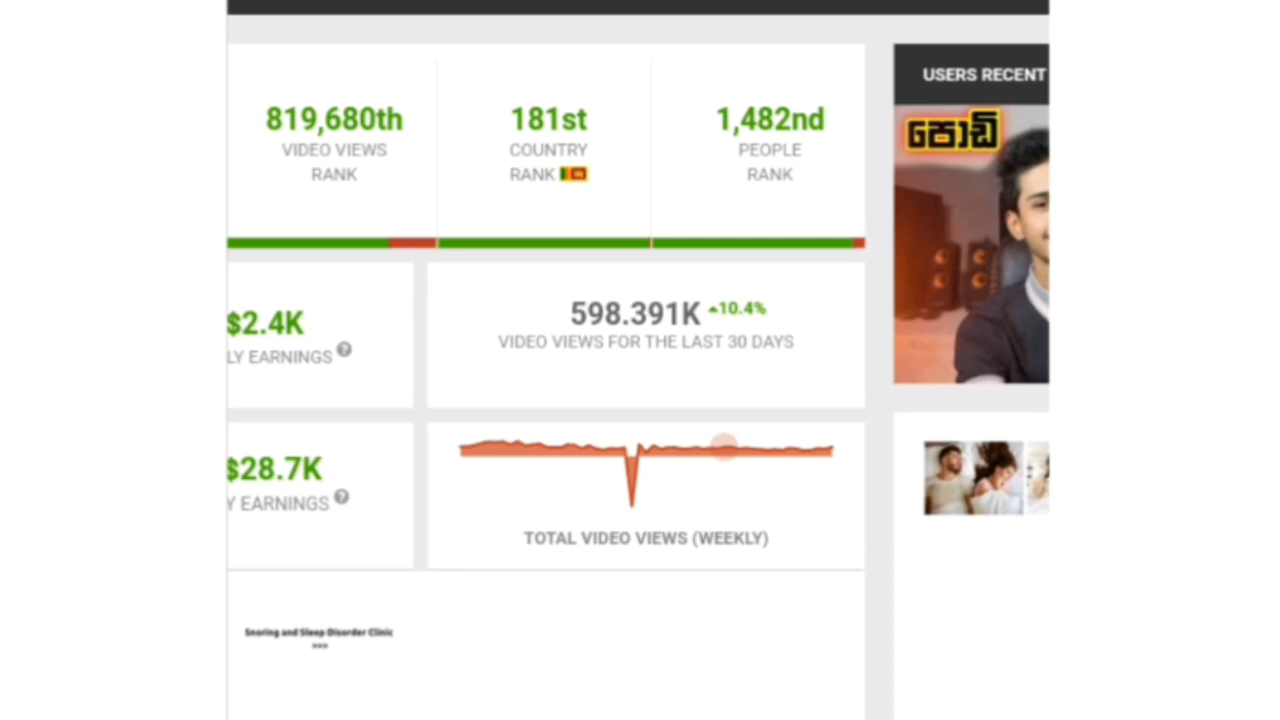 819,680th
VIDEO VIEWS
RANK
181st
COUNTRY
RANK
1,482nd
PEOPLE
RANK
USERS RECENT
පොඩි
$2.4K
LY EARNINGS ?
598.391K 10.4%
VIDEO VIEWS FOR THE LAST 30 DAYS
$28.7K
Y EARNINGS ?
TOTAL VIDEO VIEWS (WEEKLY)
Snoring and Sleep Disorder Clinic
>>>